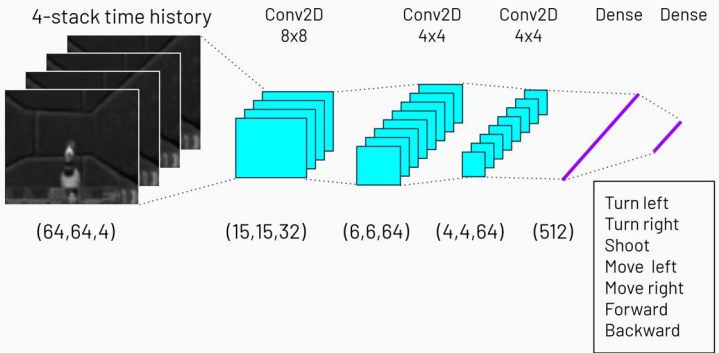 4-stack time history
Conv2D
8x8
Conv2D
4x4
Conv2D
4x4
Dense
Dense
(64,64,4)
(15,15,32)
(6,6,64)
(4,4,64)
(512)
Turn left
Turn right
Shoot
Move left
Move right
Forward
Backward